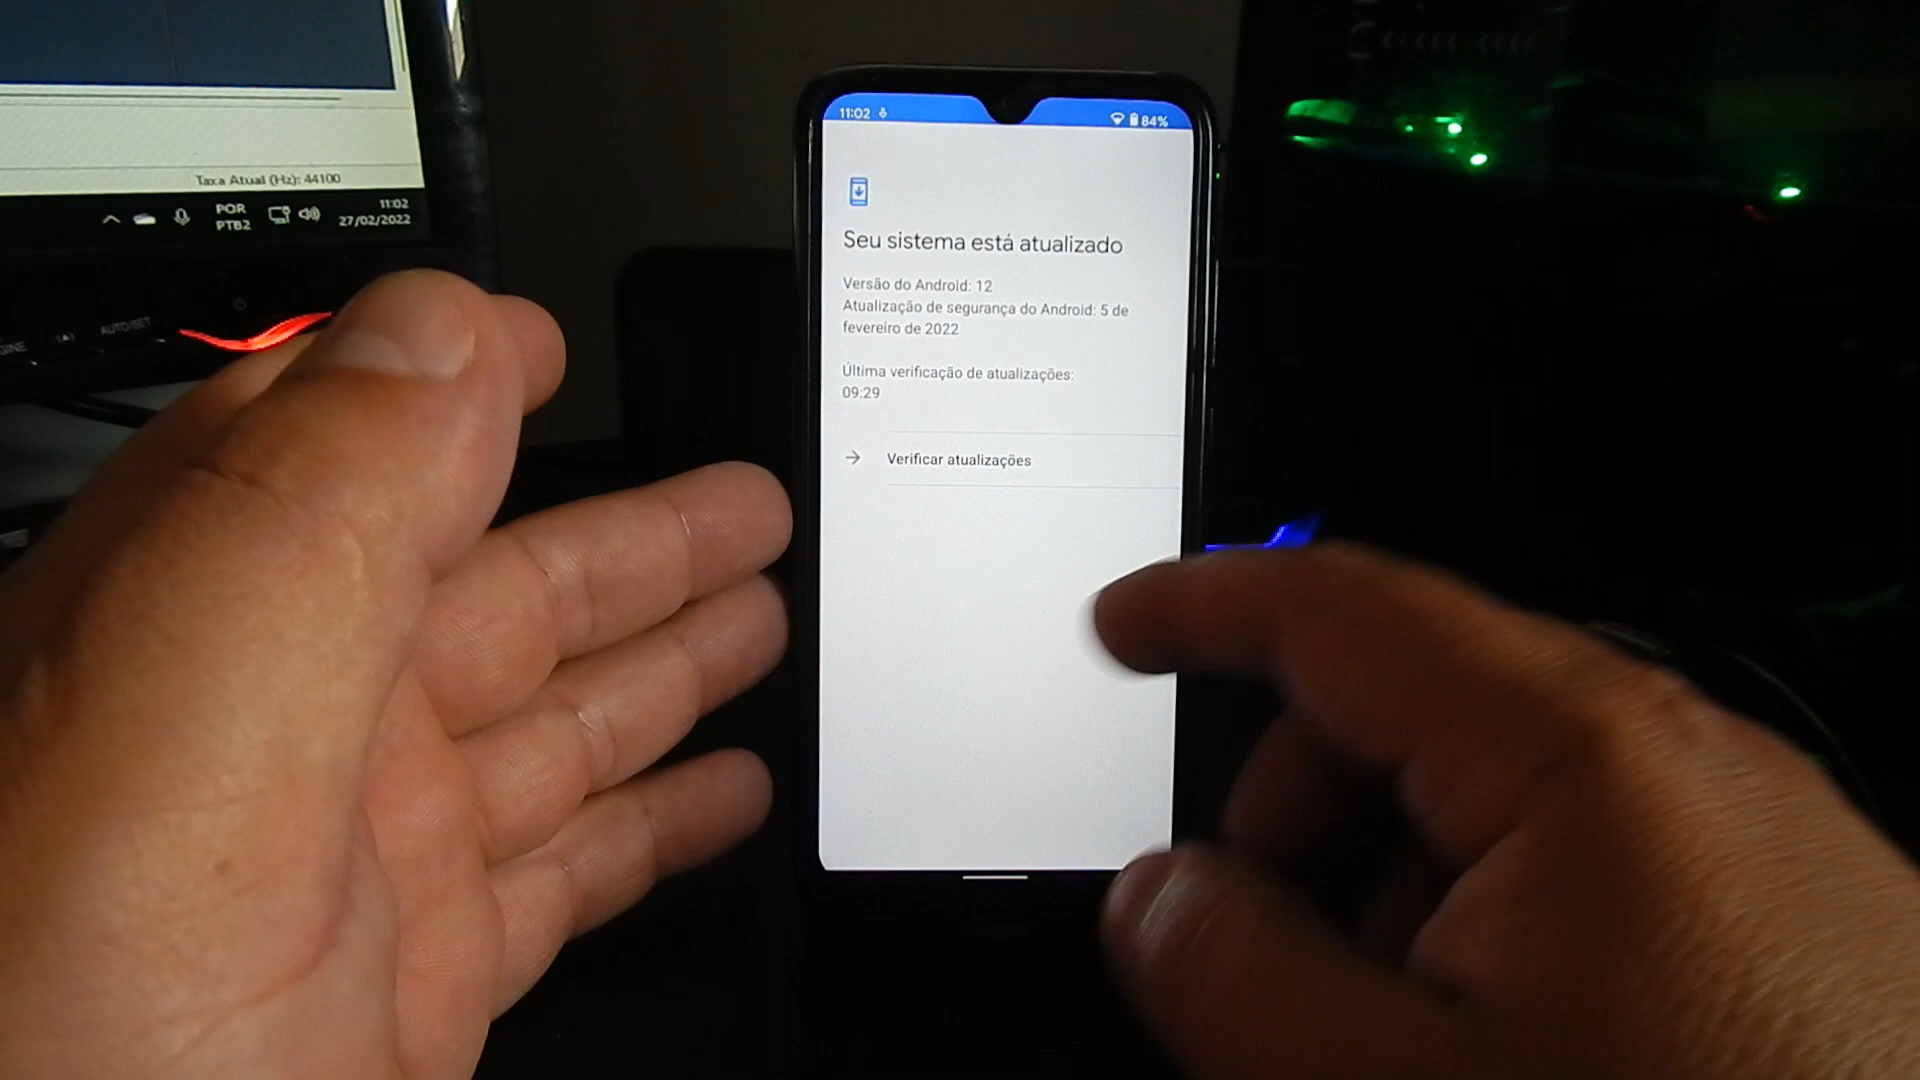 Taxa Atual (Hz): 44100
POR
PTB2
11:02
27/02/2022
AUTO/SET
11:02
84%
Seu sistema está atualizado
Versão do Android: 12
Atualização de segurança do Android: 5 de
fevereiro de 2022
Última verificação de atualizações:
09:29
Verificar atualizações